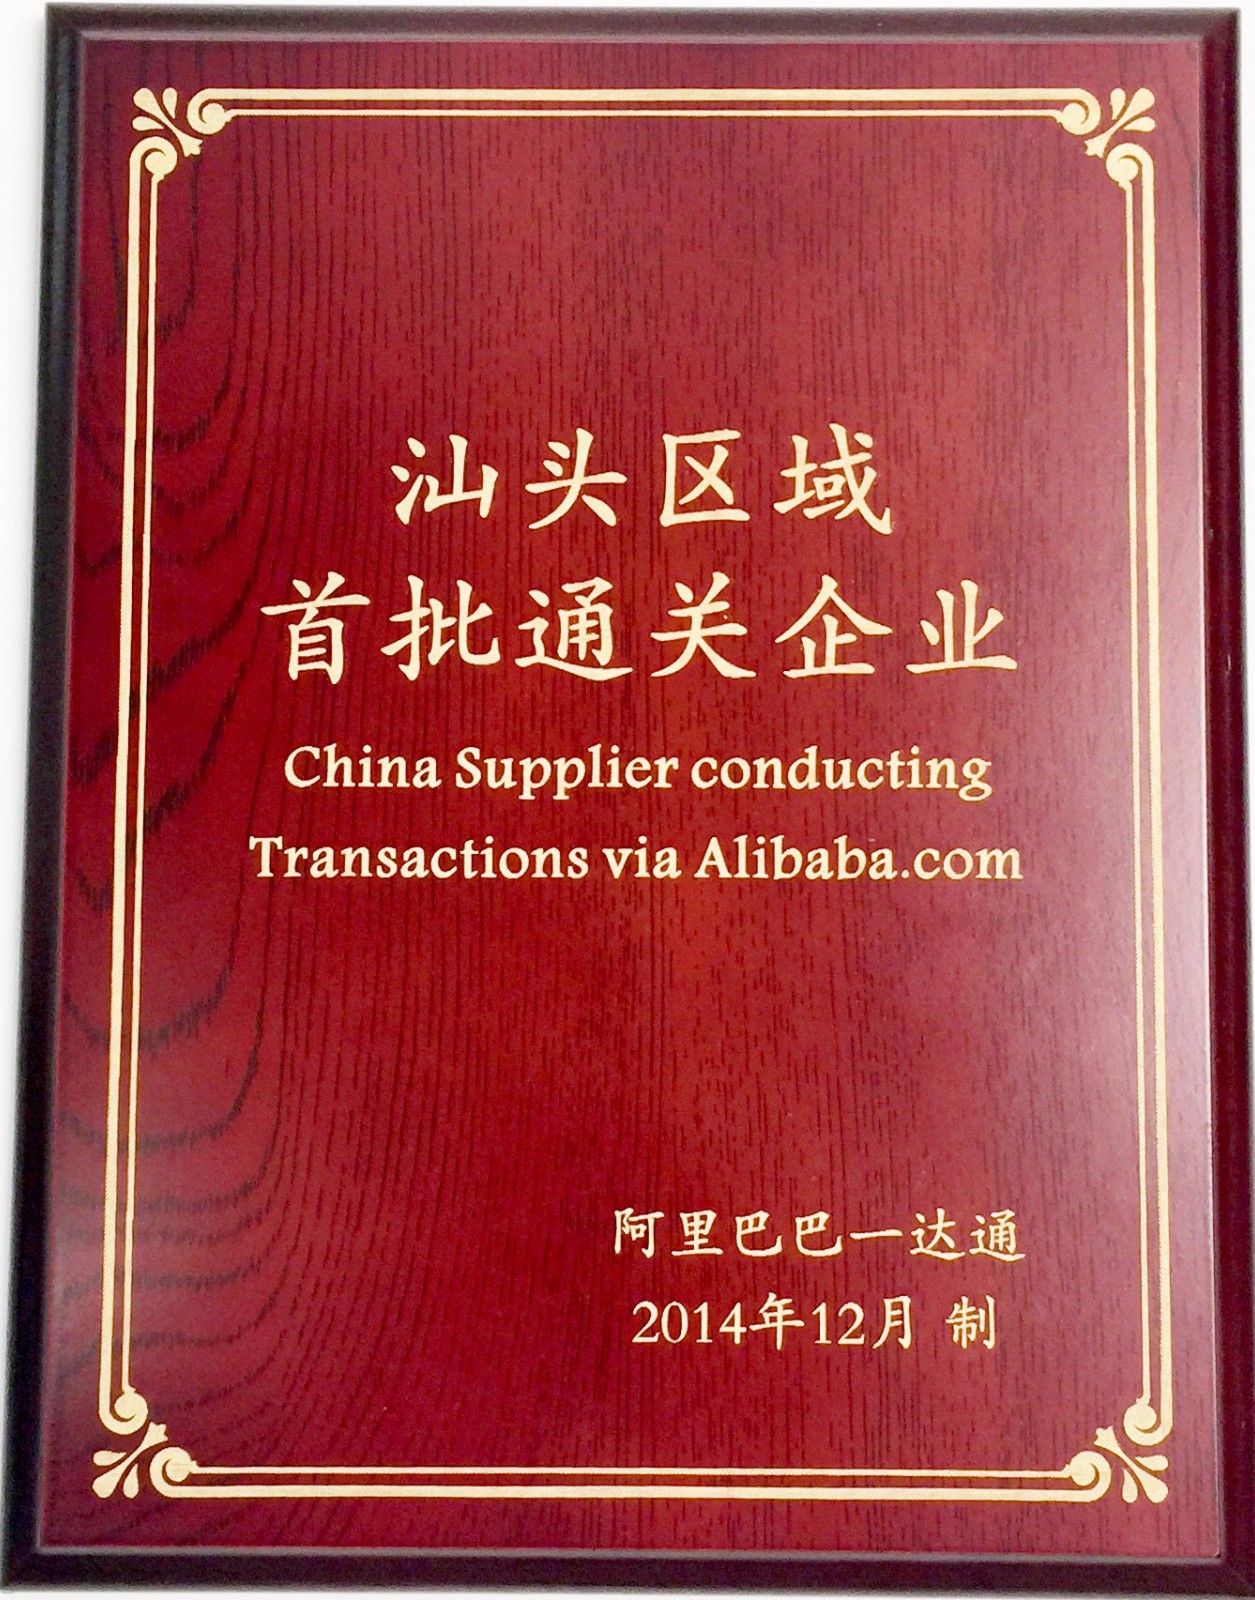 汕头区域
首批通关企业
China Supplier conducting
Transactions via Alibaba.com
阿里巴巴一达通
2014年12月 制